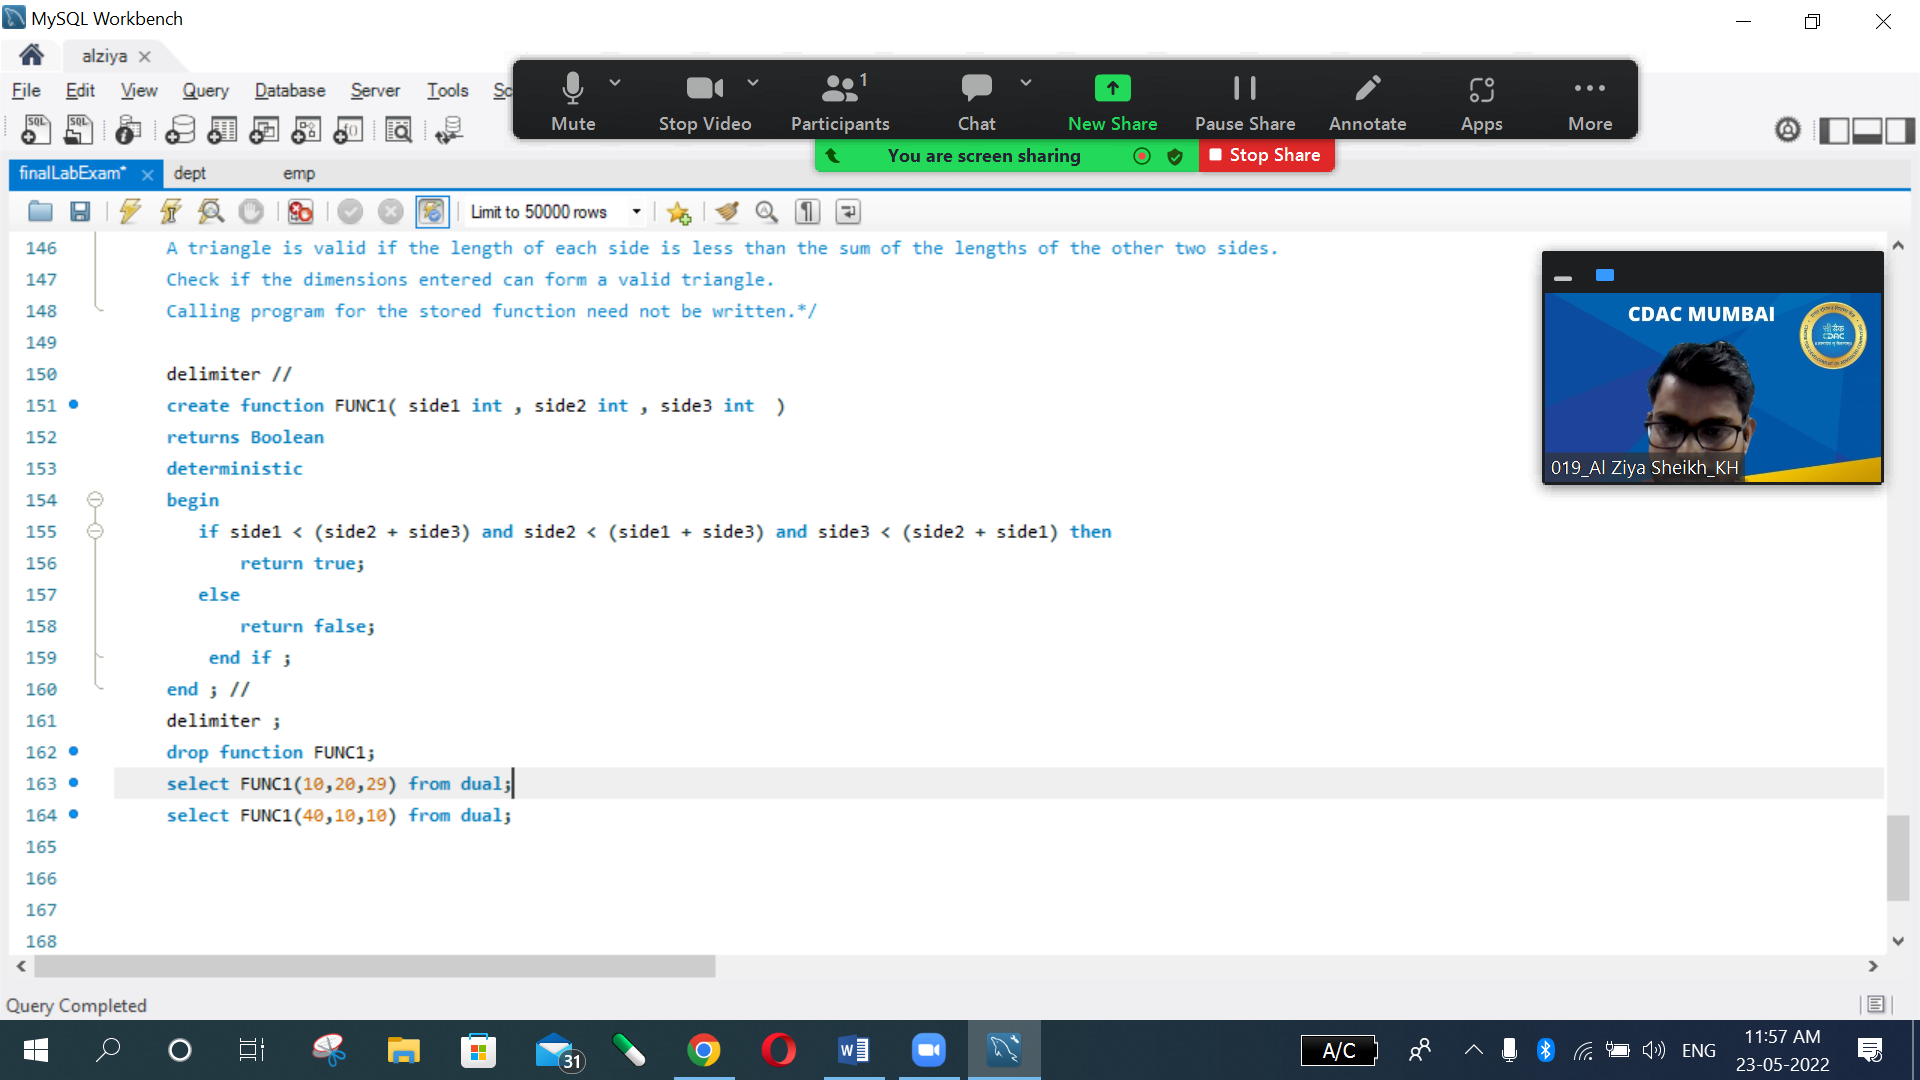 MySQL Workbench
alziya
File Edit View Query Database Server Tools Sc
Mute Stop Video Participants 1 Chat New Share Pause Share Annotate Apps More
You are screen sharing Stop Share
finalLabExam* dept emp
Limit to 50000 rows
146 A triangle is valid if the length of each side is less than the sum of the lengths of the other two sides.
147 Check if the dimensions entered can form a valid triangle.
148 Calling program for the stored function need not be written.*/
149
150 delimiter //
151 create function FUNC1( side1 int , side2 int , side3 int )
152 returns Boolean
153 deterministic
154 begin
155 if side1 < (side2 + side3) and side2 < (side1 + side3) and side3 < (side2 + side1) then
156 return true;
157 else
158 return false;
159 end if ;
160 end ; //
161 delimiter ;
162 drop function FUNC1;
163 select FUNC1(10,20,29) from dual;
164 select FUNC1(40,10,10) from dual;
165
166
167
168
CDAC MUMBAI
सी डैक
CDAC
019_Al Ziya Sheikh_KH
Query Completed
31
A/C
ENG
11:57 AM
23-05-2022